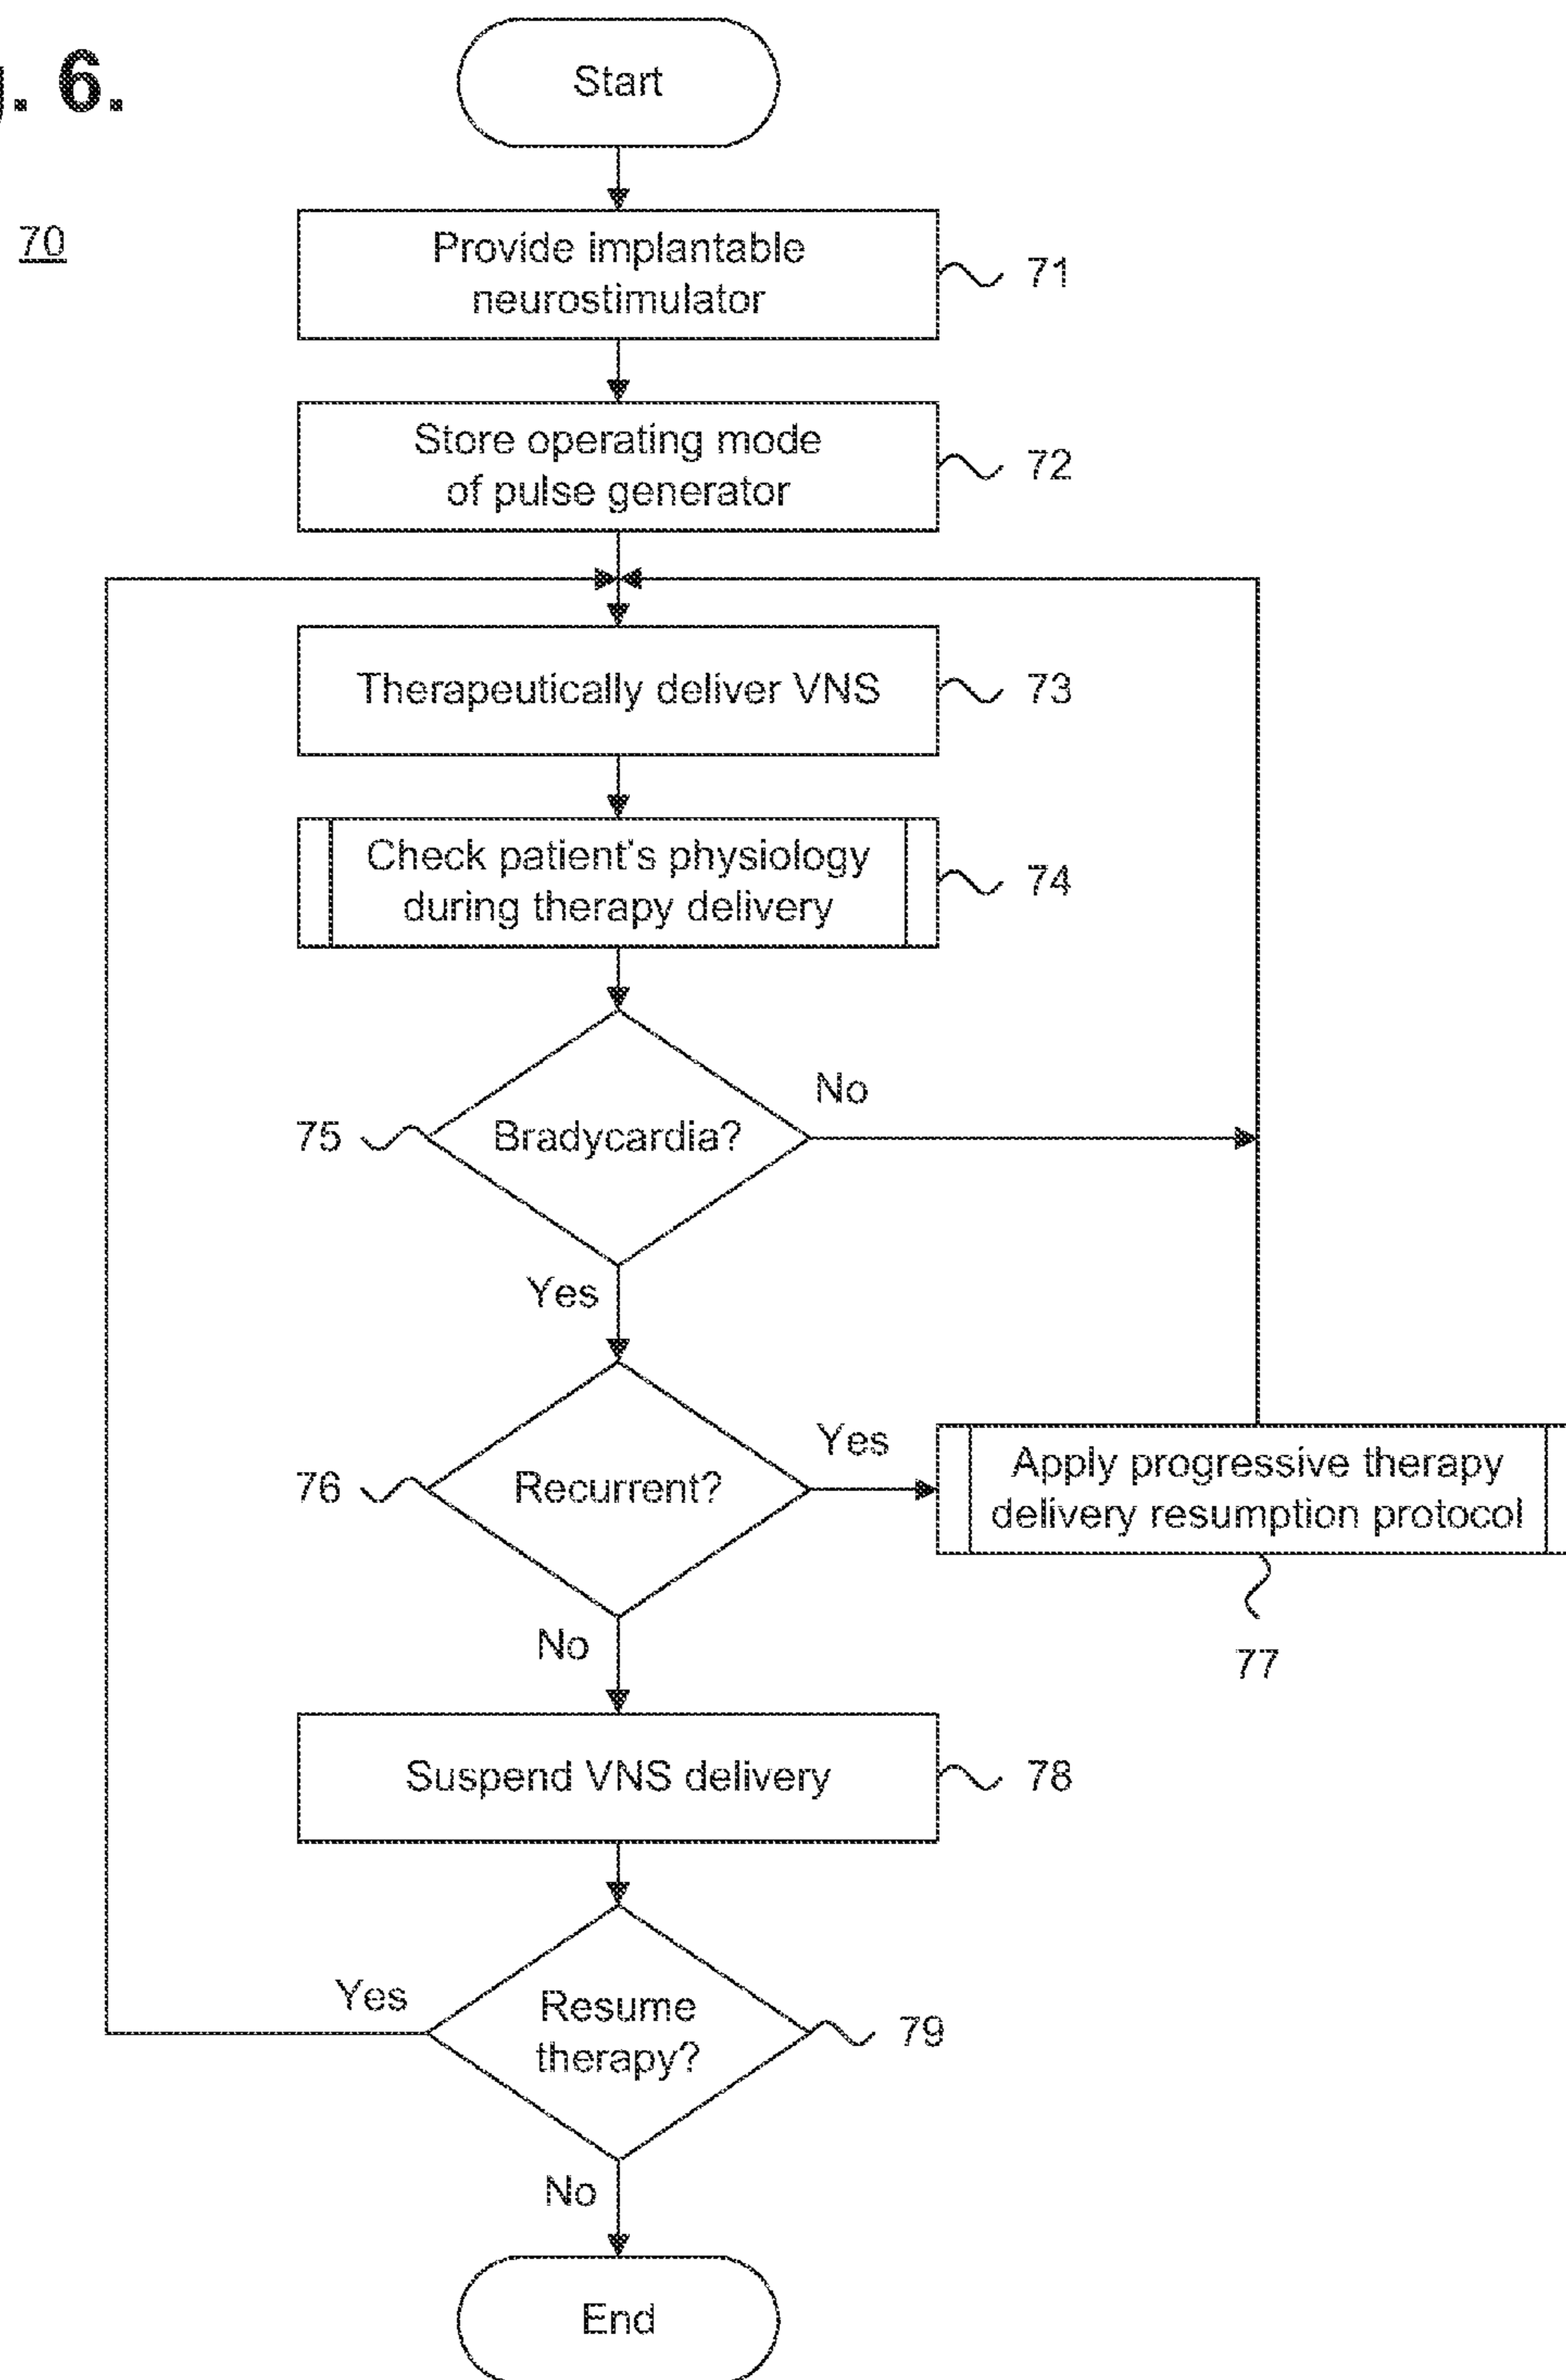 . 6.
Start
70
Provide implantable
neurostimulator
71
Store operating mode
of pulse generator
72
Therapeutically deliver VNS
73
Check patient's physiology
during therapy delivery
74
No
75
Bradycardia?
Yes
Yes
76
Recurrent?
Apply progressive therapy
delivery resumption protocol
No
77
Suspend VNS delivery
78
Yes
Resume
therapy?
79
No
End